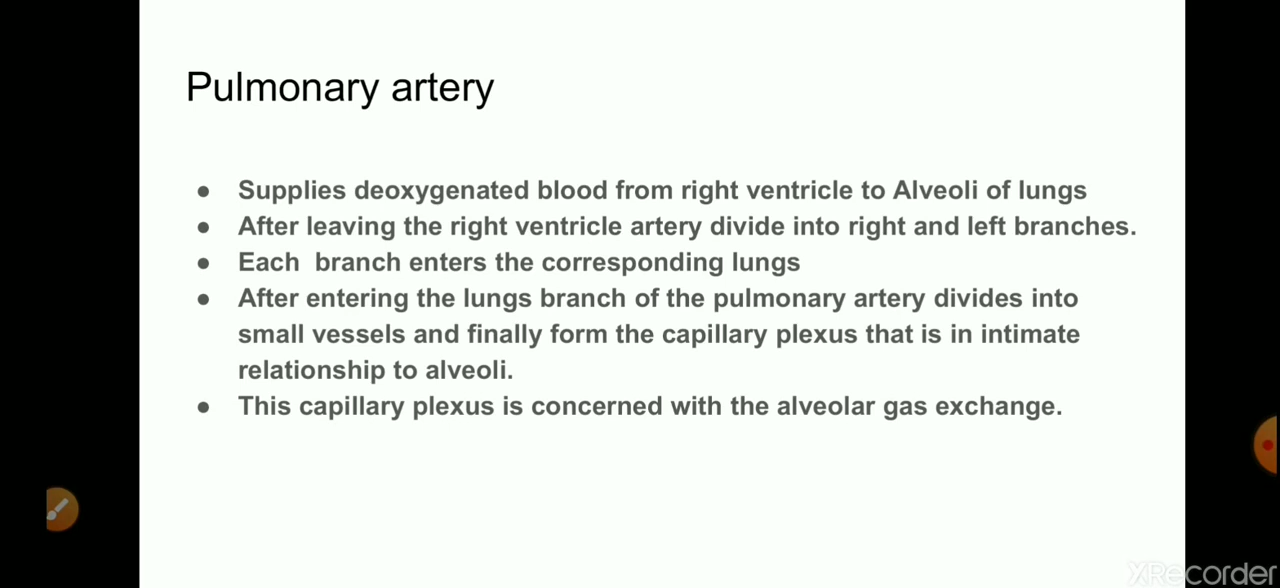 Pulmonary artery
● Supplies deoxygenated blood from right ventricle to Alveoli of lungs
● After leaving the right ventricle artery divide into right and left branches.
● Each  branch enters the corresponding lungs
● After entering the lungs branch of the pulmonary artery divides into
small vessels and finally form the capillary plexus that is in intimate
relationship to alveoli.
● This capillary plexus is concerned with the alveolar gas exchange.
XRecorder